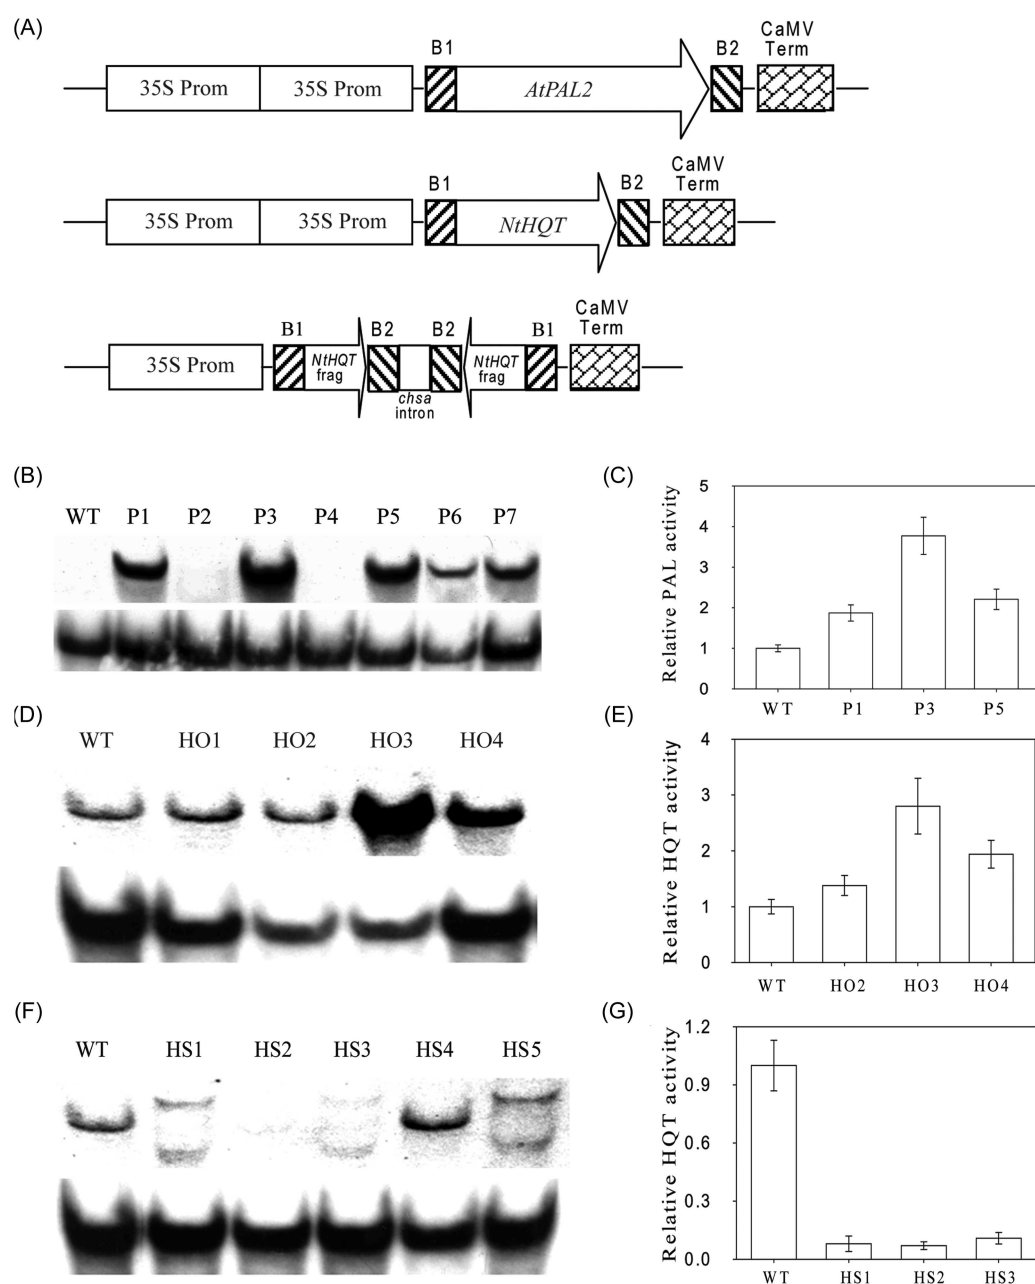 (A)
B1 B2 CaMV
Term
35S Prom 35S Prom AtPAL2
B1 B2 CaMV
Term
35S Prom 35S Prom NtHQT
B1 B2 B2 B1 CaMV
Term
35S Prom NtHQT
frag
NtHQT
frag
chsa
intron
(B)
WT P1 P2 P3 P4 P5 P6 P7
(C)
Relative PAL activity
5
4
3
2
1
0
WT P1 P3 P5
(D)
WT HO1 HO2 HO3 HO4
(E)
Relative HQT activity
4
3
2
1
0
WT HO2 HO3 HO4
(F)
WT HS1 HS2 HS3 HS4 HS5
(G)
Relative HQT activity
1.2
0.9
0.6
0.3
0.0
WT HS1 HS2 HS3